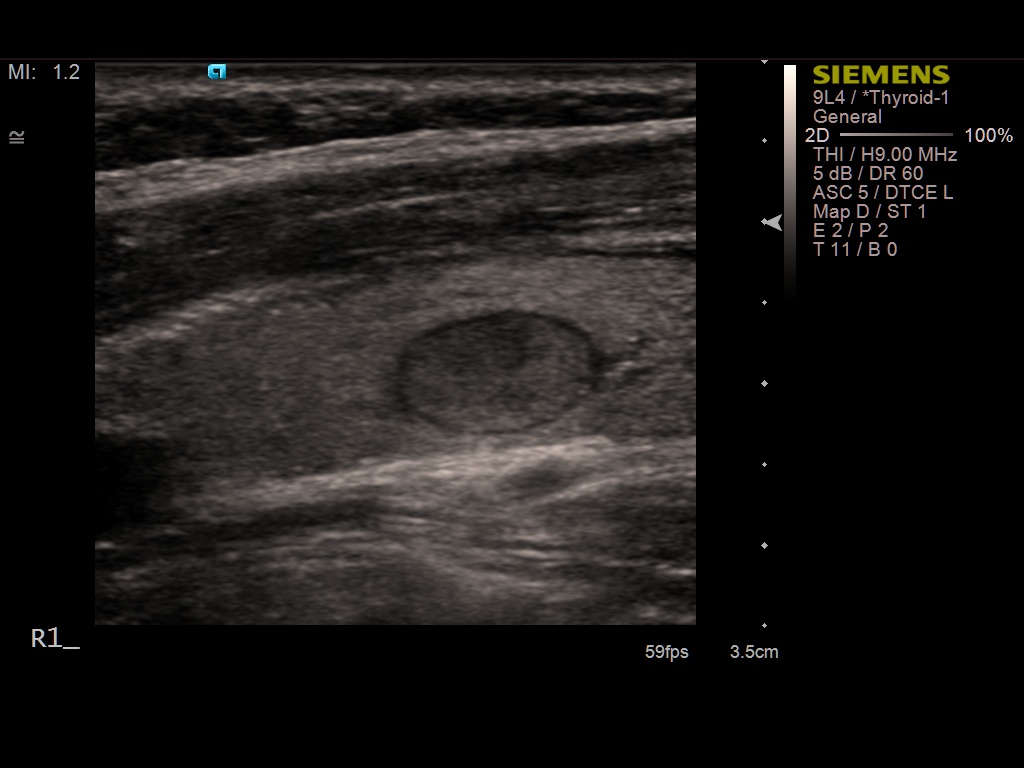 MI: 1.2
SIEMENS
9L4 / *Thyroid-1
General
2D 100%
THI / H9.00 MHz
5 dB / DR 60
ASC 5 / DTCE L
Map D / ST 1
E 2 / P 2
T 11 / B 0
R1_
59fps 3.5cm